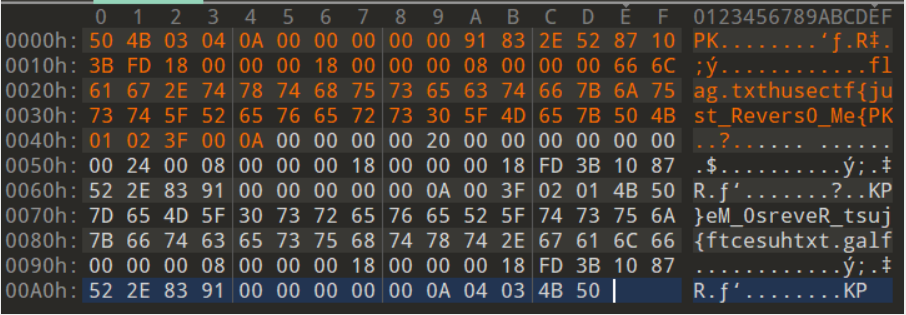 0 1 2 3 4 5 6 7 8 9 A B C D E F 0123456789ABCDEF
0000h: 50 4B 03 04 0A 00 00 00 00 00 91 83 2E 52 87 10 PK........‘ƒ.R‡.
0010h: 3B FD 18 00 00 00 18 00 00 00 08 00 00 00 66 6C ;ý............fl
0020h: 61 67 2E 74 78 74 68 75 73 65 63 74 66 7B 6A 75 ag.txthusectf{ju
0030h: 73 74 5F 52 65 76 65 72 73 30 5F 4D 65 7B 50 4B st_Revers0_Me{PK
0040h: 01 02 3F 00 0A 00 00 00 00 20 00 00 00 00 00 00 ..?...... ......
0050h: 00 24 00 08 00 00 00 18 00 00 00 18 FD 3B 10 87 .$..........ý;.‡
0060h: 52 2E 83 91 00 00 00 00 00 0A 00 3F 02 01 4B 50 R.ƒ‘.......?..KP
0070h: 7D 65 4D 5F 30 73 72 65 76 65 52 5F 74 73 75 6A }eM_0sreveR_tsuj
0080h: 7B 66 74 63 65 73 75 68 74 78 74 2E 67 61 6C 66 {ftcesuhtxt.galf
0090h: 00 00 00 08 00 00 00 18 00 00 00 18 FD 3B 10 87 ............ý;.‡
00A0h: 52 2E 83 91 00 00 00 00 00 0A 04 03 4B 50 R.ƒ‘........KP